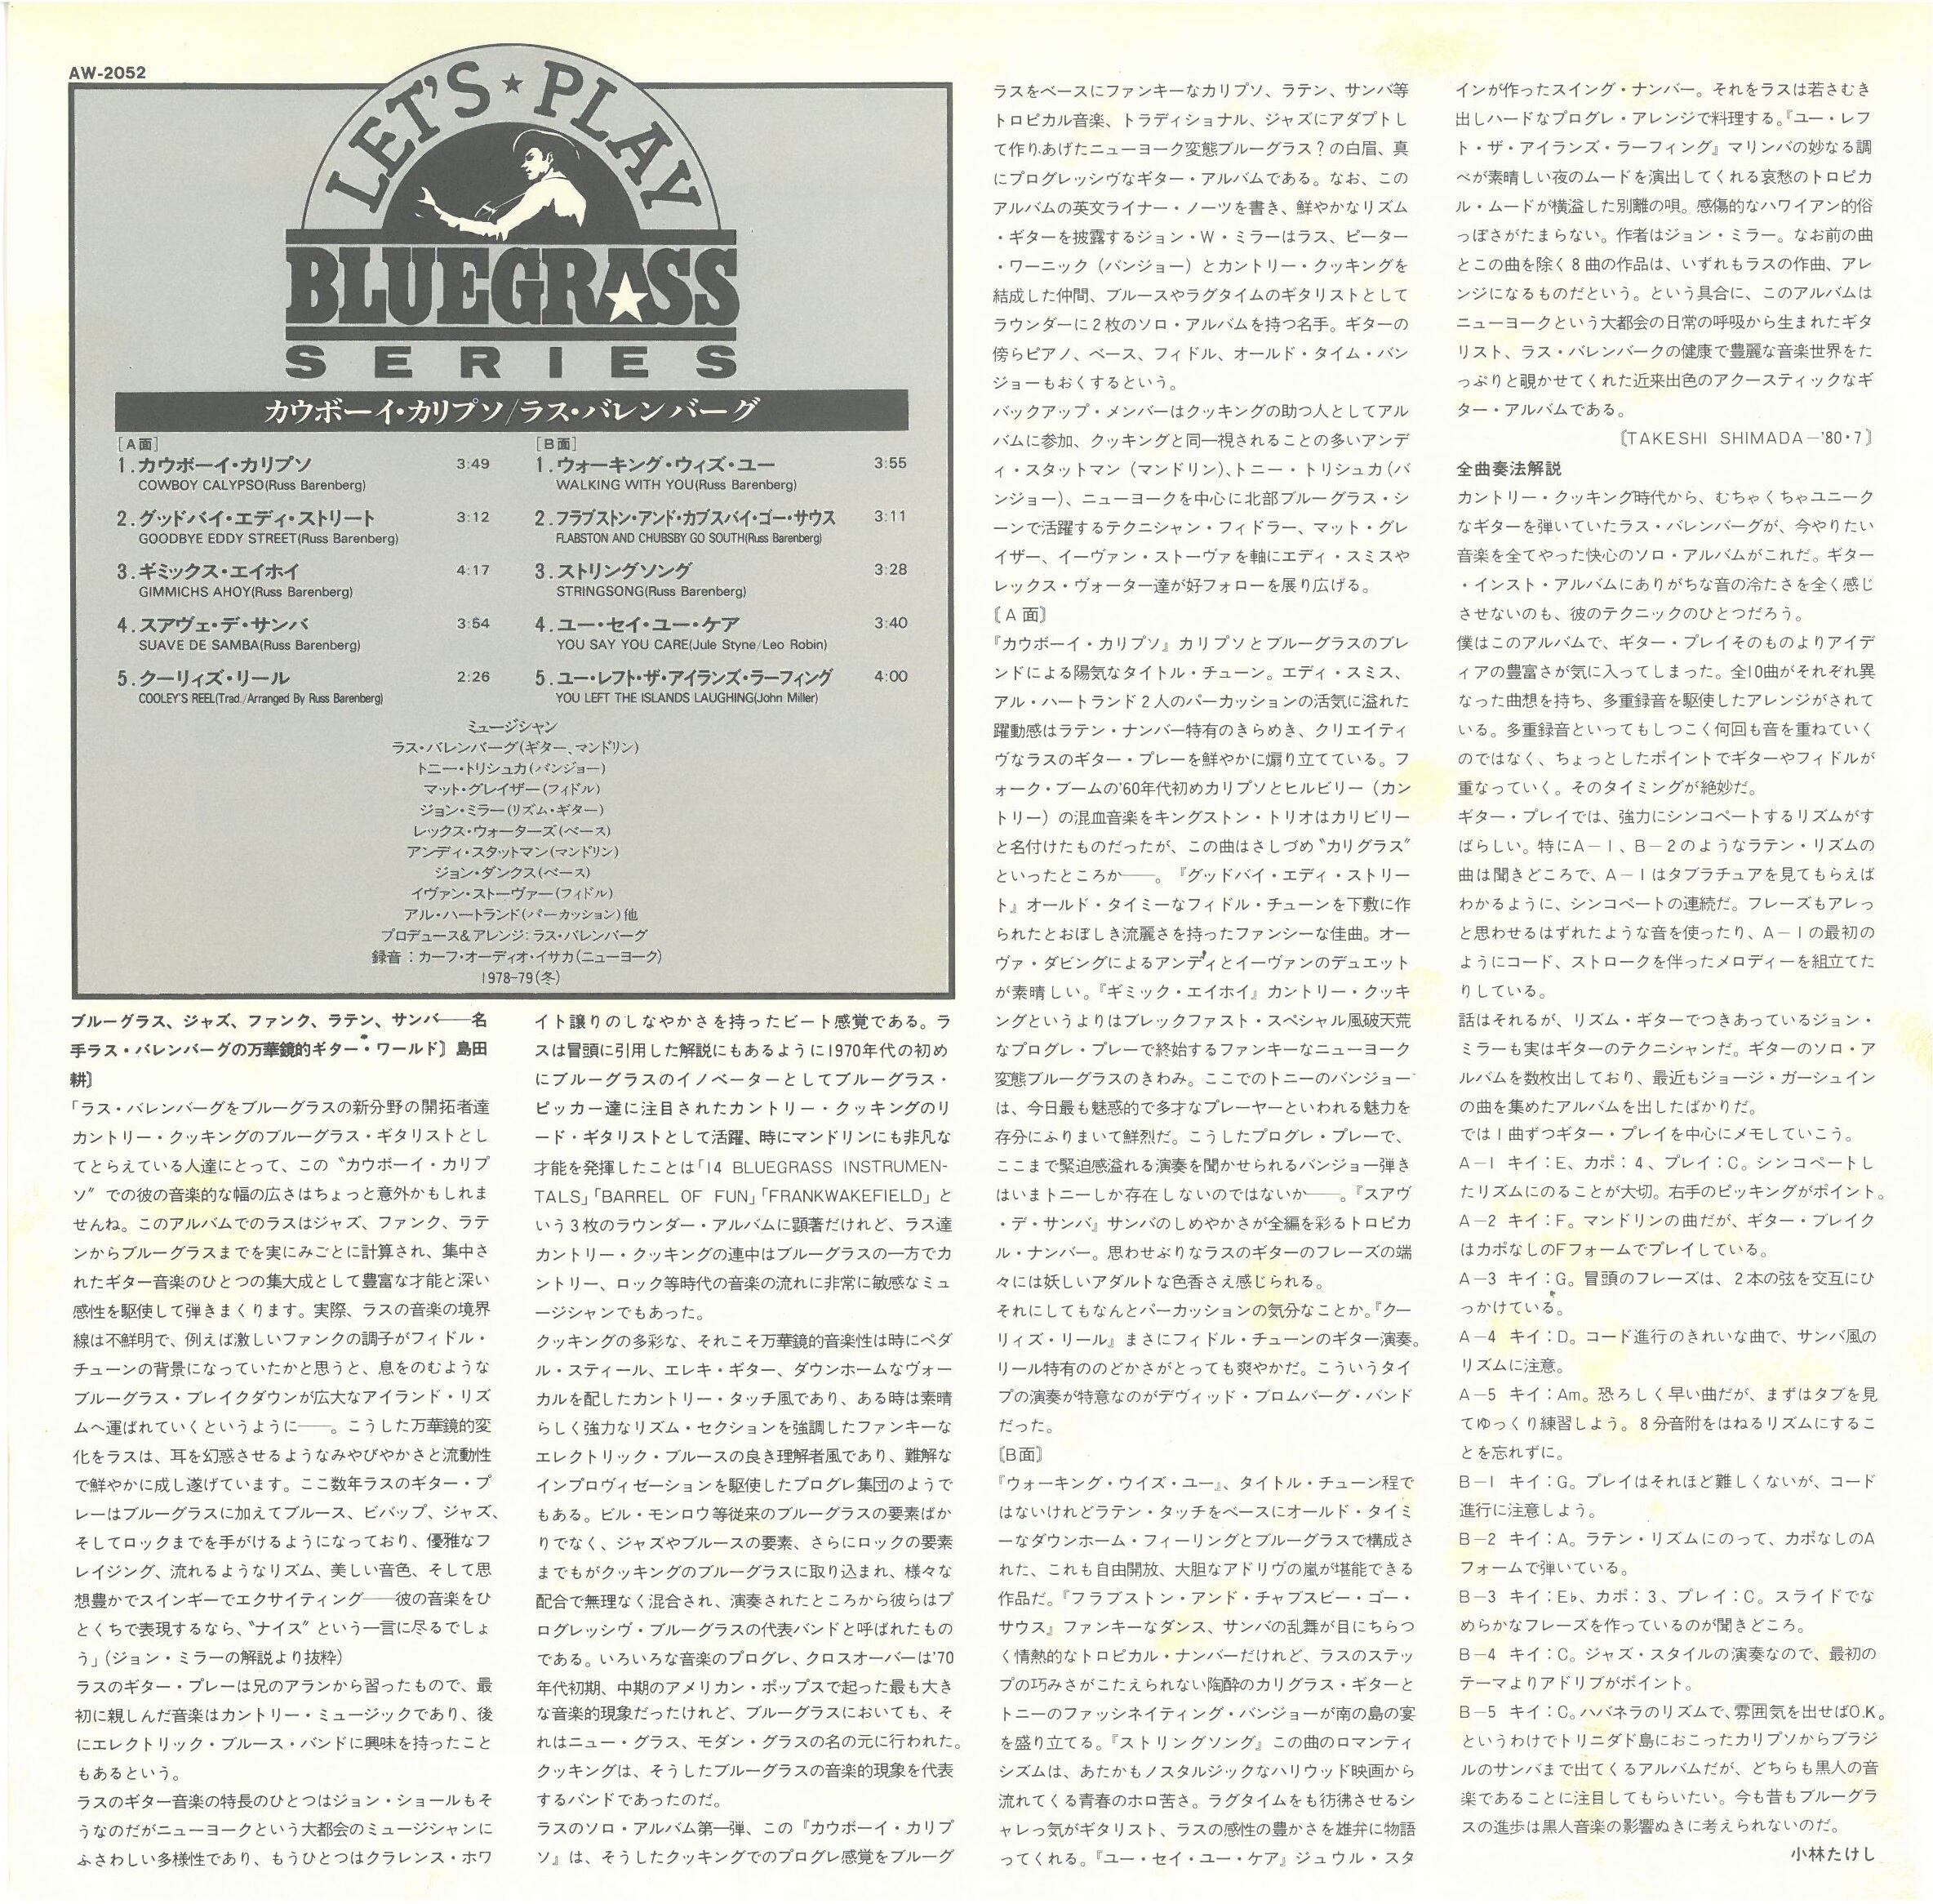 AW-2052
LET'S★PLAY
BLUEGRASS
SERIES
カウボーイ・カリプソ/ラス・バレンバーグ
[A面]
1.カウボーイ・カリプソ 3:49
COWBOY CALYPSO(Russ Barenberg)
2.グッドバイ・エディ・ストリート 3:12
GOODBYE EDDY STREET(Russ Barenberg)
3.ギミックス・エイホイ 4:17
GIMMICHS AHOY(Russ Barenberg)
4.スアヴェ・デ・サンバ 3:54
SUAVE DE SAMBA(Russ Barenberg)
5.クーリィズ・リール 2:26
COOLEY'S REEL(Trad./Arranged By Russ Barenberg)
[B面]
1.ウォーキング・ウィズ・ユー 3:55
WALKING WITH YOU(Russ Barenberg)
2.フラブストン・アンド・カブスバイ・ゴー・サウス 3:11
FLABSTON AND CHUBSBY GO SOUTH(Russ Barenberg)
3.ストリングソング 3:28
STRINGSONG(Russ Barenberg)
4.ユー・セイ・ユー・ケア 3:40
YOU SAY YOU CARE(Jule Styne/Leo Robin)
5.ユー・レフト・ザ・アイランズ・ラーフィング 4:00
YOU LEFT THE ISLANDS LAUGHING(John Miller)
ミュージシャン
ラス・バレンバーグ(ギター、マンドリン)
トニー・トリシュカ(バンジョー)
マット・グレイザー(フィドル)
ジョン・ミラー(リズム・ギター)
レックス・ウォーターズ(ベース)
アンディ・スタットマン(マンドリン)
ジョン・ダンクス(ベース)
イヴァン・ストーヴァー(フィドル)
アル・ハートランド(パーカッション)他
プロデュース&アレンジ:ラス・バレンバーグ
録音:カーフ・オーディオ・イサカ(ニューヨーク)
1978-79(冬)
ブルーグラス、ジャズ、ファンク、ラテン、サンバ──名
手ラス・バレンバーグの万華鏡的ギター・ワールド〕島田
耕〕
「ラス・バレンバーグをブルーグラスの新分野の開拓者達
カントリー・クッキングのブルーグラス・ギタリストとし
てとらえている人達にとって、この〝カウボーイ・カリプ
ソ〟での彼の音楽的な幅の広さはちょっと意外かもしれま
せんね。このアルバムでのラスはジャズ、ファンク、ラテ
ンからブルーグラスまでを実にみごとに計算され、集中さ
れたギター音楽のひとつの集大成として豊富な才能と深い
感性を駆使して弾きまくります。実際、ラスの音楽の境界
線は不鮮明で、例えば激しいファンクの調子がフィドル・
チューンの背景になっていたかと思うと、息をのむような
ブルーグラス・ブレイクダウンが広大なアイランド・リズ
ムへ運ばれていくというように──。こうした万華鏡的変
化をラスは、耳を幻惑させるようなみやびやかさと流動性
で鮮やかに成し遂げています。ここ数年ラスのギター・プ
レーはブルーグラスに加えてブルース、ビバップ、ジャズ、
そしてロックまでを手がけるようになっており、優雅なフ
レイジング、流れるようなリズム、美しい音色、そして思
想豊かでスインギーでエクサイティング──彼の音楽をひ
とくちで表現するなら、〝ナイス〟という一言に尽るでしょ
う」(ジョン・ミラーの解説より抜粋)
ラスのギター・プレーは兄のアランから習ったもので、最
初に親しんだ音楽はカントリー・ミュージックであり、後
にエレクトリック・ブルース・バンドに興味を持ったこと
もあるという。
ラスのギター音楽の特長のひとつはジョン・ショールもそ
うなのだがニューヨークという大都会のミュージシャンに
ふさわしい多様性であり、もうひとつはクラレンス・ホワ
イト譲りのしなやかさを持ったビート感覚である。ラ
スは冒頭に引用した解説にもあるように1970年代の初め
にブルーグラスのイノベーターとしてブルーグラス・
ピッカー達に注目されたカントリー・クッキングのリ
ード・ギタリストとして活躍、時にマンドリンにも非凡な
才能を発揮したことは「14 BLUEGRASS INSTRUMEN-
TALS」「BARREL OF FUN」「FRANKWAKEFIELD」と
いう3枚のラウンダー・アルバムに顕著だけれど、ラス達
カントリー・クッキングの連中はブルーグラスの一方でカ
ントリー、ロック等時代の音楽の流れに非常に敏感なミュ
ージシャンでもあった。
クッキングの多彩な、それこそ万華鏡的音楽性は時にペダ
ル・スティール、エレキ・ギター、ダウンホームなヴォー
カルを配したカントリー・タッチ風であり、ある時は素晴
らしく強力なリズム・セクションを強調したファンキーな
エレクトリック・ブルースの良き理解者風であり、難解な
インプロヴィゼーションを駆使したプログレ集団のようで
もある。ビル・モンロウ等従来のブルーグラスの要素ばか
りでなく、ジャズやブルースの要素、さらにロックの要素
までもがクッキングのブルーグラスに取り込まれ、様々な
配合で無理なく混合され、演奏されたところから彼らはプ
ログレッシヴ・ブルーグラスの代表バンドと呼ばれたもの
である。いろいろな音楽のプログレ、クロスオーバーは'70
年代初期、中期のアメリカン・ポップスで起った最も大き
な音楽的現象だったけれど、ブルーグラスにおいても、そ
れはニュー・グラス、モダン・グラスの名の元に行われた。
クッキングは、そうしたブルーグラスの音楽的現象を代表
するバンドであったのだ。
ラスのソロ・アルバム第一弾、この『カウボーイ・カリプ
ソ』は、そうしたクッキングでのプログレ感覚をブルーグ
ラスをベースにファンキーなカリプソ、ラテン、サンバ等
トロピカル音楽、トラディショナル、ジャズにアダプトし
て作りあげたニューヨーク変態ブルーグラス?の白眉、真
にプログレッシヴなギター・アルバムである。なお、この
アルバムの英文ライナー・ノーツを書き、鮮やかなリズム
・ギターを披露するジョン・W・ミラーはラス、ピーター
・ワーニック(バンジョー)とカントリー・クッキングを
結成した仲間、ブルースやラグタイムのギタリストとして
ラウンダーに2枚のソロ・アルバムを持つ名手。ギターの
傍らピアノ、ベース、フィドル、オールド・タイム・バン
ジョーもおくするという。
バックアップ・メンバーはクッキングの助っ人としてアル
バムに参加、クッキングと同一視されることの多いアンデ
ィ・スタットマン(マンドリン)、トニー・トリシュカ(バ
ンジョー)、ニューヨークを中心に北部ブルーグラス・シ
ーンで活躍するテクニシャン・フィドラー、マット・グレ
イザー、イーヴァン・ストーヴァを軸にエディ・スミスや
レックス・ヴォーター達が好フォローを展り広げる。
〔A面〕
『カウボーイ・カリプソ』カリプソとブルーグラスのブレ
ンドによる陽気なタイトル・チューン。エディ・スミス、
アル・ハートランド2人のパーカッションの活気に溢れた
躍動感はラテン・ナンバー特有のきらめき、クリエイティ
ヴなラスのギター・プレーを鮮やかに煽り立てている。フ
ォーク・ブームの'60年代初めカリプソとヒルビリー(カン
トリー)の混血音楽をキングストン・トリオはカリビリー
と名付けたものだったが、この曲はさしづめ〝カリグラス〟
といったところか──。『グッドバイ・エディ・ストリー
ト』オールド・タイミーなフィドル・チューンを下敷に作
られたとおぼしき流麗さを持ったファンシーな佳曲。オー
ヴァ・ダビングによるアンディとイーヴァンのデュエット
が素晴しい。『ギミック・エイホイ』カントリー・クッキ
ングというよりはブレックファスト・スペシャル風破天荒
なプログレ・プレーで終始するファンキーなニューヨーク
変態ブルーグラスのきわみ。ここでのトニーのバンジョー
は、今日最も魅惑的で多才なプレーヤーといわれる魅力を
存分にふりまいて鮮烈だ。こうしたプログレ・プレーで、
ここまで緊迫感溢れる演奏を聞かせられるバンジョー弾き
はいまトニーしか存在しないのではないか──。『スアヴ
・デ・サンバ』サンバのしめやかさが全編を彩るトロピカ
ル・ナンバー。思わせぶりなラスのギターのフレーズの端
々には妖しいアダルトな色香さえ感じられる。
それにしてもなんとパーカッションの気分なことか。『クー
リィズ・リール』まさにフィドル・チューンのギター演奏。
リール特有ののどかさがとっても爽やかだ。こういうタイ
プの演奏が特意なのがデヴィッド・ブロムバーグ・バンド
だった。
〔B面〕
『ウォーキング・ウイズ・ユー』、タイトル・チューン程で
はないけれどラテン・タッチをベースにオールド・タイミ
ーなダウンホーム・フィーリングとブルーグラスで構成さ
れた、これも自由開放、大胆なアドリヴの嵐が堪能できる
作品だ。『フラブストン・アンド・チャブスビー・ゴー・
サウス』ファンキーなダンス、サンバの乱舞が目にちらつ
く情熱的なトロピカル・ナンバーだけれど、ラスのステッ
プの巧みさがこたえられない陶酔のカリグラス・ギターと
トニーのファッシネイティング・バンジョーが南の島の宴
を盛り立てる。『ストリングソング』この曲のロマンティ
シズムは、あたかもノスタルジックなハリウッド映画から
流れてくる青春のホロ苦さ。ラグタイムをも彷彿させるシ
ャレっ気がギタリスト、ラスの感性の豊かさを雄弁に物語
ってくれる。『ユー・セイ・ユー・ケア』ジュウル・スタ
インが作ったスイング・ナンバー。それをラスは若さむき
出しハードなプログレ・アレンジで料理する。『ユー・レフ
ト・ザ・アイランズ・ラーフィング』マリンバの妙なる調
べが素晴しい夜のムードを演出してくれる哀愁のトロピカ
ル・ムードが横溢した別離の唄。感傷的なハワイアン的俗
っぽさがたまらない。作者はジョン・ミラー。なお前の曲
とこの曲を除く8曲の作品は、いずれもラスの作曲、アレ
ンジになるものだという。という具合に、このアルバムは
ニューヨークという大都会の日常の呼吸から生まれたギタ
リスト、ラス・バレンバークの健康で豊麗な音楽世界をた
っぷりと覗かせてくれた近来出色のアクースティックなギ
ター・アルバムである。
〔TAKESHI SHIMADA—'80・7〕
全曲奏法解説
カントリー・クッキング時代から、むちゃくちゃユニーク
なギターを弾いていたラス・バレンバーグが、今やりたい
音楽を全てやった快心のソロ・アルバムがこれだ。ギター
・インスト・アルバムにありがちな音の冷たさを全く感じ
させないのも、彼のテクニックのひとつだろう。
僕はこのアルバムで、ギター・プレイそのものよりアイデ
ィアの豊富さが気に入ってしまった。全10曲がそれぞれ異
なった曲想を持ち、多重録音を駆使したアレンジがされて
いる。多重録音といってもしつこく何回も音を重ねていく
のではなく、ちょっとしたポイントでギターやフィドルが
重なっていく。そのタイミングが絶妙だ。
ギター・プレイでは、強力にシンコペートするリズムがす
ばらしい。特にA−1、B−2のようなラテン・リズムの
曲は聞きどころで、A−1はタブラチュアを見てもらえば
わかるように、シンコペートの連続だ。フレーズもアレっ
と思わせるはずれたような音を使ったり、A−1の最初の
ようにコード、ストロークを伴ったメロディーを組立てた
りしている。
話はそれるが、リズム・ギターでつきあっているジョン・
ミラーも実はギターのテクニシャンだ。ギターのソロ・ア
ルバムを数枚出しており、最近もジョージ・ガーシュイン
の曲を集めたアルバムを出したばかりだ。
では1曲ずつギター・プレイを中心にメモしていこう。
A−1 キイ:E、カポ:4、プレイ:C。シンコペートし
たリズムにのることが大切。右手のピッキングがポイント。
A−2 キイ:F。マンドリンの曲だが、ギター・ブレイク
はカポなしのFフォームでプレイしている。
A−3 キイ:G。冒頭のフレーズは、2本の弦を交互にひ
っかけている。
A−4 キイ:D。コード進行のきれいな曲で、サンバ風の
リズムに注意。
A−5 キイ:Am。恐ろしく早い曲だが、まずはタブを見
てゆっくり練習しよう。8分音附をはねるリズムにするこ
とを忘れずに。
B−1 キイ:G。プレイはそれほど難しくないが、コード
進行に注意しよう。
B−2 キイ:A。ラテン・リズムにのって、カポなしのA
フォームで弾いている。
B−3 キイ:E♭、カポ:3、プレイ:C。スライドでな
めらかなフレーズを作っているのが聞きどころ。
B−4 キイ:C。ジャズ・スタイルの演奏なので、最初の
テーマよりアドリブがポイント。
B−5 キイ:C。ハバネラのリズムで、雰囲気を出せばO.K。
というわけでトリニダド島におこったカリプソからブラジ
ルのサンバまで出てくるアルバムだが、どちらも黒人の音
楽であることに注目してもらいたい。今も昔もブルーグラ
スの進歩は黒人音楽の影響ぬきに考えられないのだ。
小林たけし